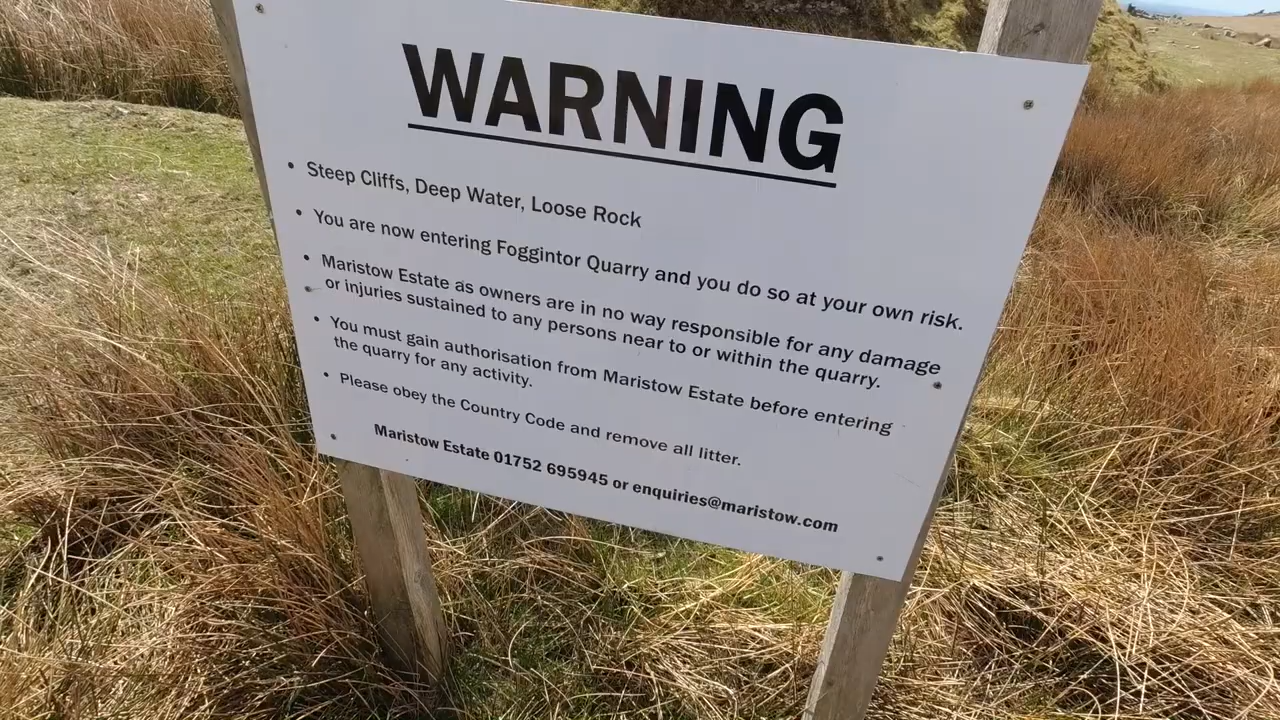 WARNING
• Steep Cliffs, Deep Water, Loose Rock
• You are now entering Foggintor Quarry and you do so at your own risk.
• Maristow Estate as owners are in no way responsible for any damage
or injuries sustained to any persons near to or within the quarry.
• You must gain authorisation from Maristow Estate before entering
the quarry for any activity.
• Please obey the Country Code and remove all litter.
Maristow Estate 01752 695945 or enquiries@maristow.com